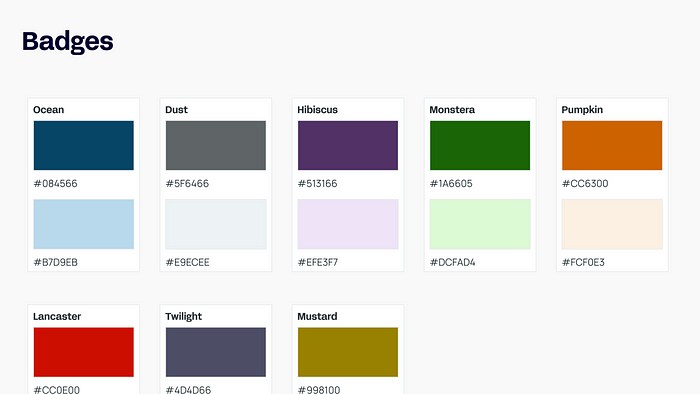 Badges
Ocean
Dust
Hibiscus
Monstera
Pumpkin
#084566
#5F6466
#513166
#1A6605
#CC6300
#B7D9EB
#E9ECEE
#EFE3F7
#DCFAD4
#FCF0E3
Lancaster
Twilight
Mustard
#CC0E00
#4D4D66
#998100